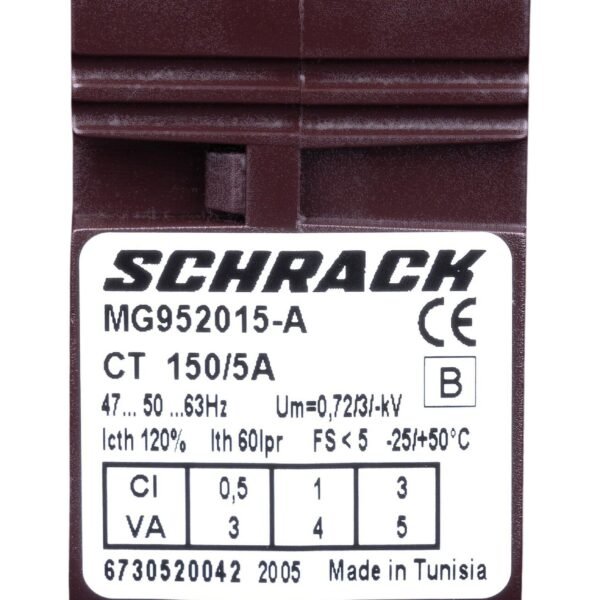 SCHRACK
MG952015-A
CE
CT 150/5A
B
47... 50 ...63Hz Um=0,72/3/-kV
Icth 120% Ith 60Ipr FS < 5 -25/+50°C
Cl 0,5 1 3
VA 3 4 5
6730520042 2005 Made in Tunisia